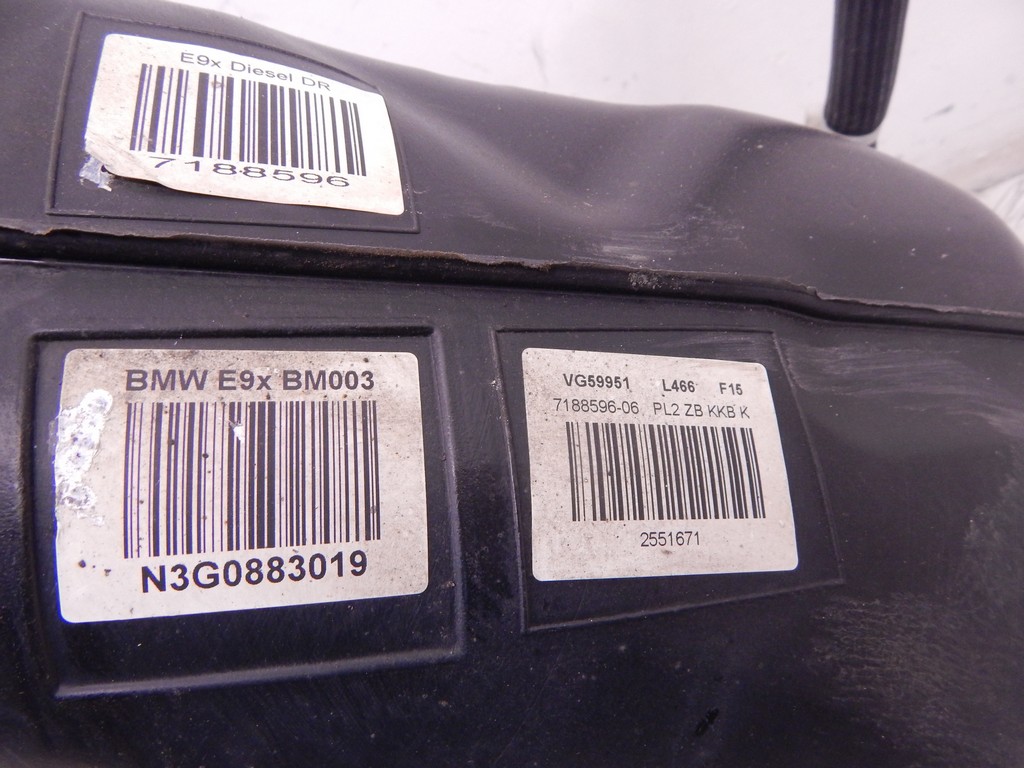 E9x Diesel DR
7188596
BMW E9x BM003
N3G0883019
VG59951 L466 F15
7188596-06 PL2 ZB KKB K
2551671